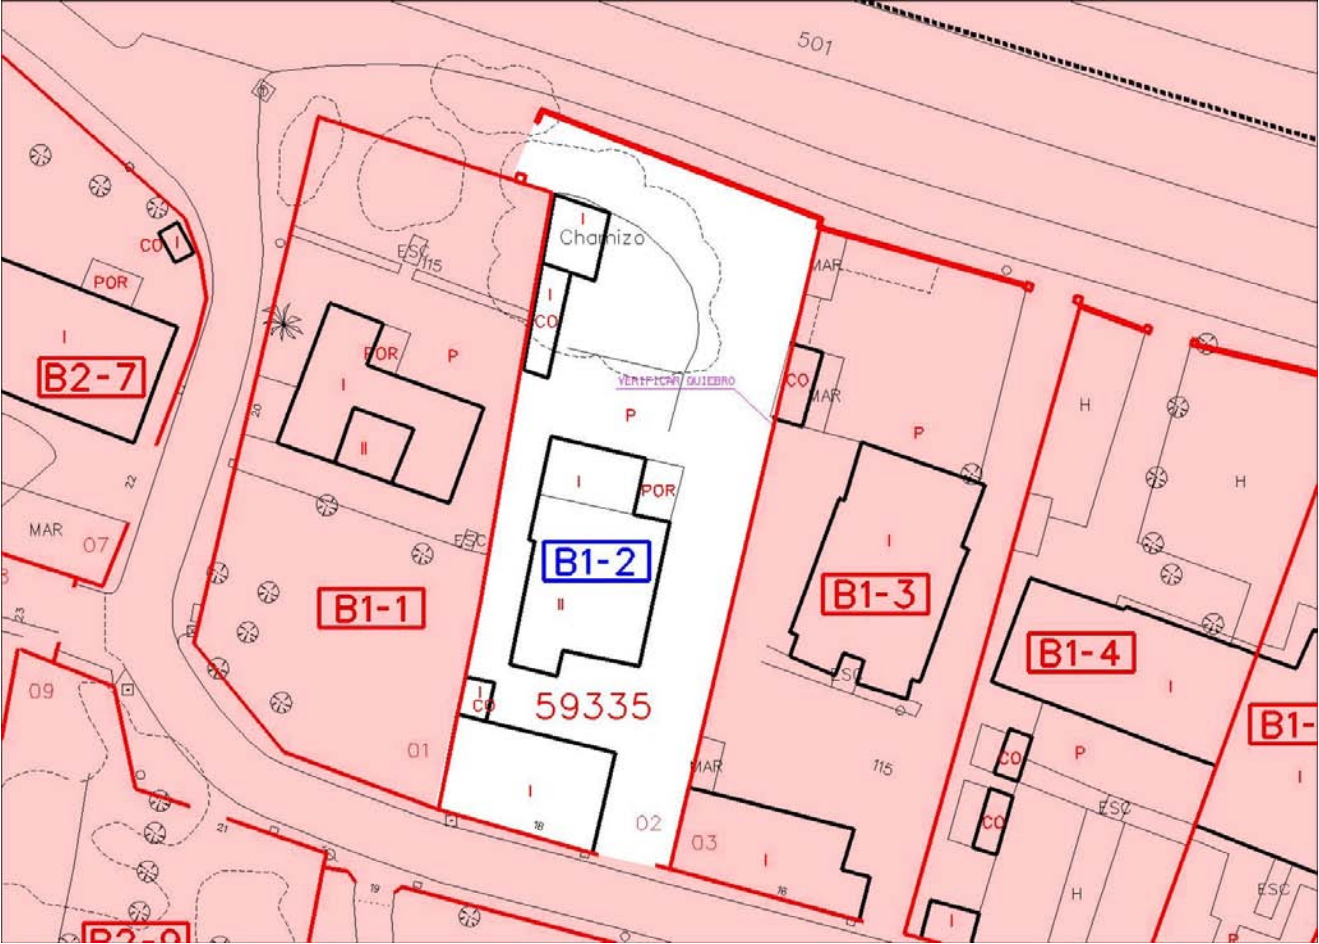 501
I
Chamizo
CO
I
ESC
115
MAR
POR
I
CO
I
POR
P
CO
VERIFICAR QUIEBRO
B2-7
I
MAR
H
20
P
P
II
H
I
POR
22
ESC
MAR
07
I
B1-2
B1-3
B1-1
II
23
B1-4
ESC
I
09
I
CO
59335
B1-
01
P
CO
MAR
115
I
I
ESC
CO
21
18
02
03
I
19
16
H
ESC
I
P
B2-9